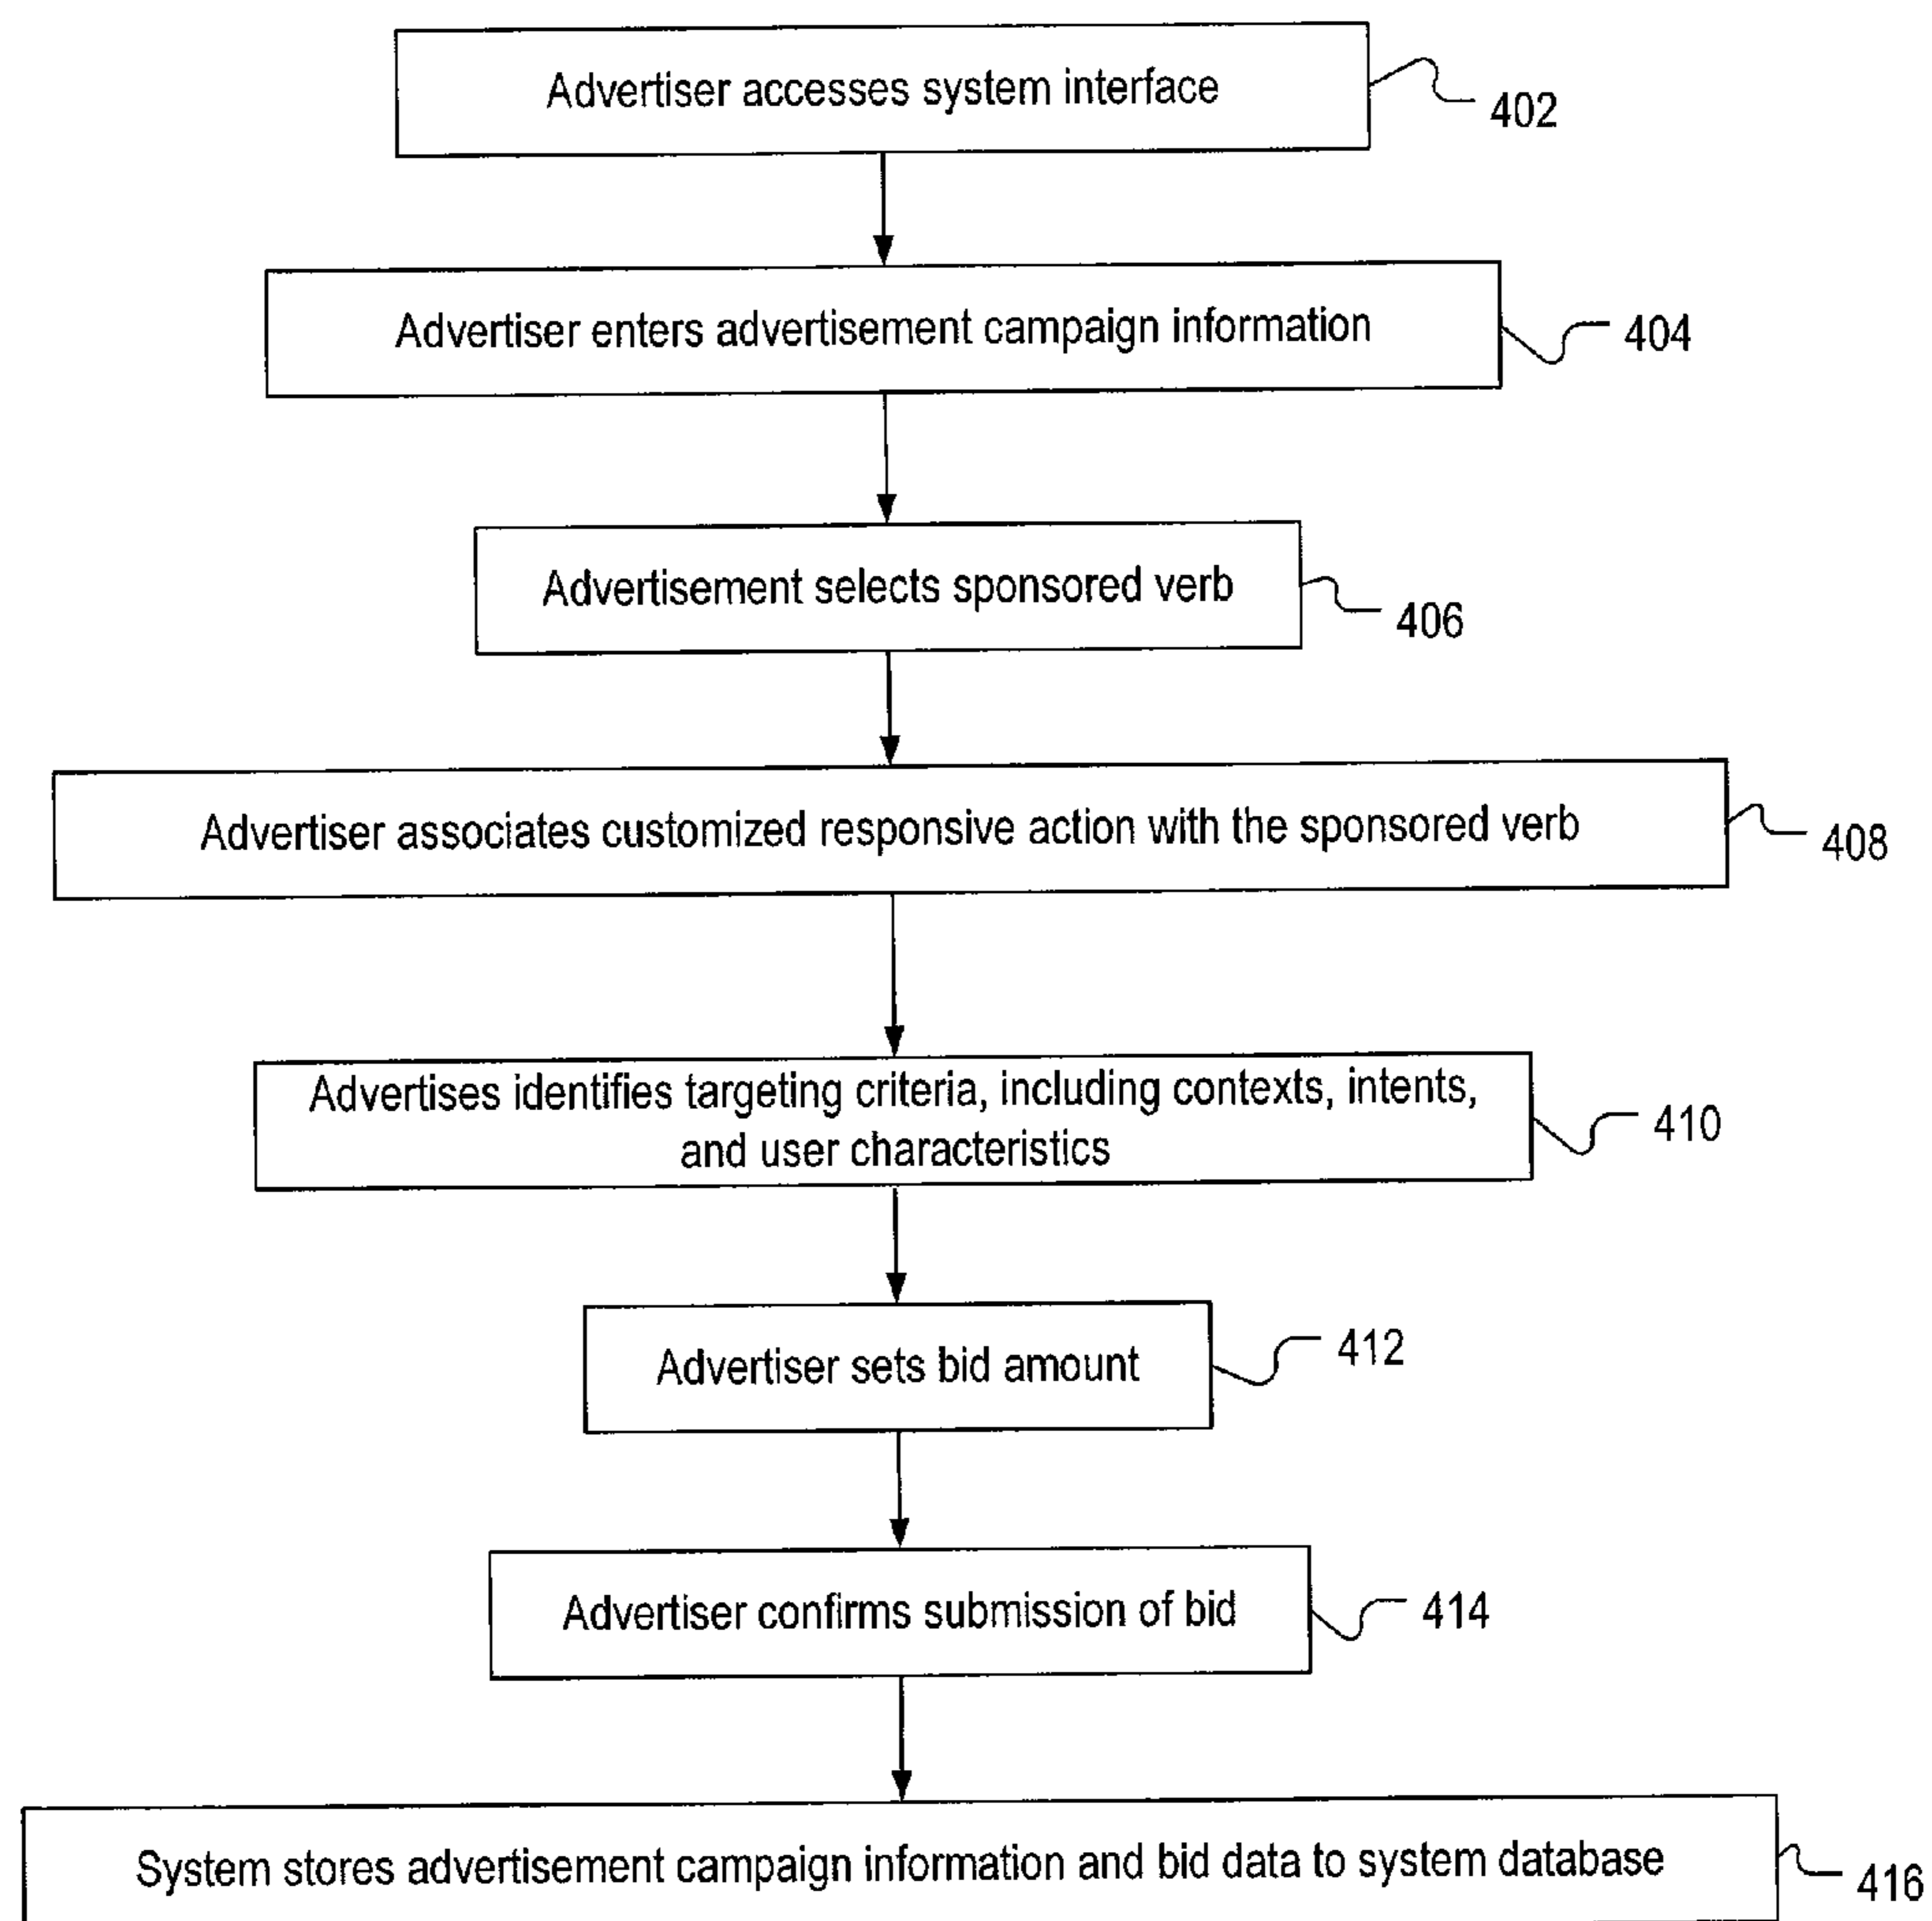 Advertiser accesses system interface
402
Advertiser enters advertisement campaign information
404
Advertisement selects sponsored verb
406
Advertiser associates customized responsive action with the sponsored verb
408
Advertises identifies targeting criteria, including contexts, intents,
and user characteristics
410
Advertiser sets bid amount
412
Advertiser confirms submission of bid
414
System stores advertisement campaign information and bid data to system database
416